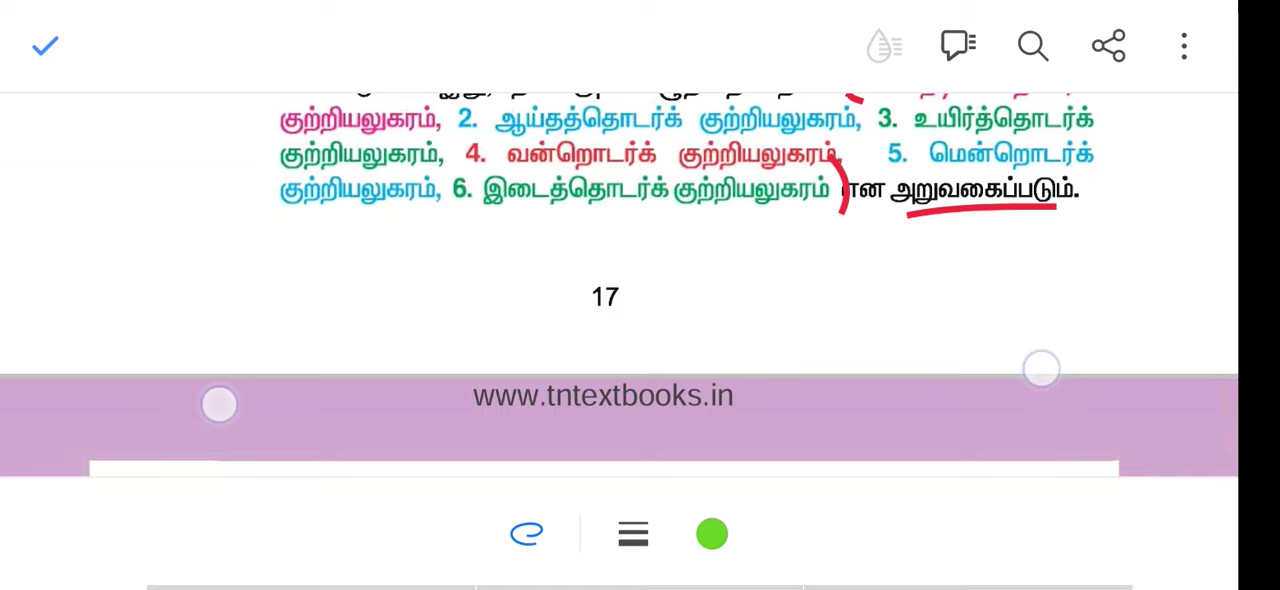 குற்றியலுகரம், 2. ஆய்தத்தொடர்க் குற்றியலுகரம், 3. உயிர்த்தொடர்க்
குற்றியலுகரம், 4. வன்றொடர்க் குற்றியலுகரம், 5. மென்றொடர்க்
குற்றியலுகரம், 6. இடைத்தொடர்க் குற்றியலுகரம் என அறுவகைப்படும்.
17
www.tntextbooks.in